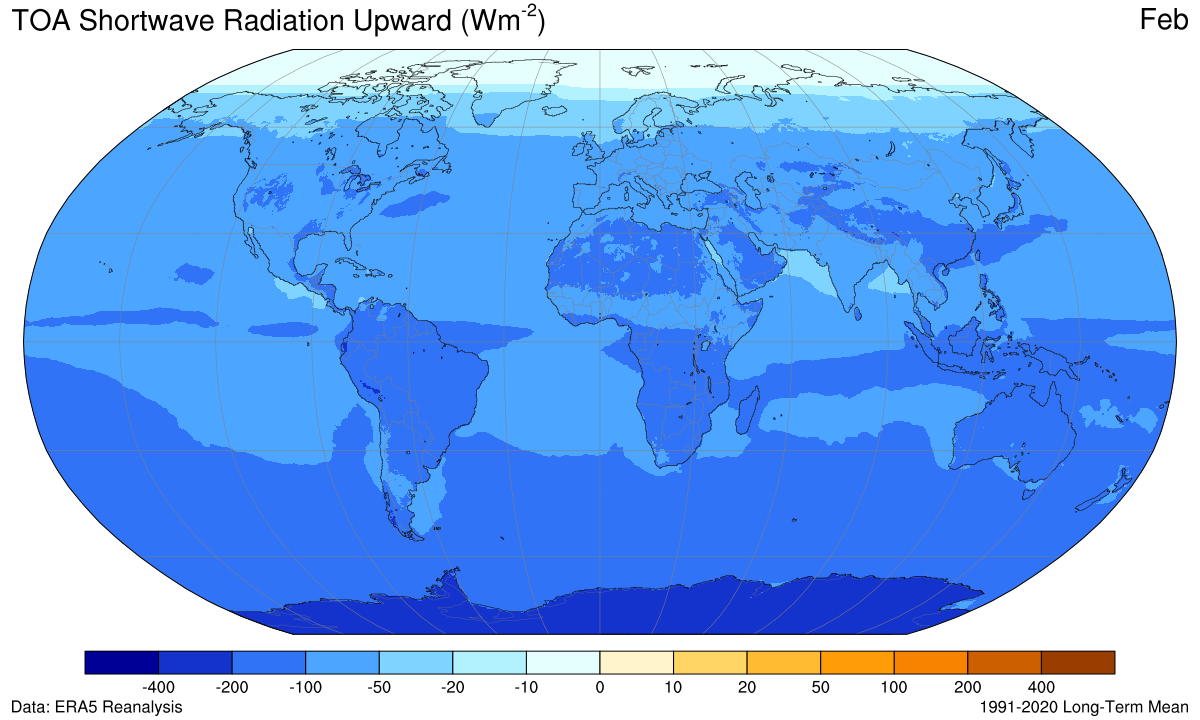 TOA Shortwave Radiation Upward (Wm-2) Feb
-400 -200 -100 -50 -20 -10 0 10 20 50 100 200 400
Data: ERA5 Reanalysis 1991-2020 Long-Term Mean